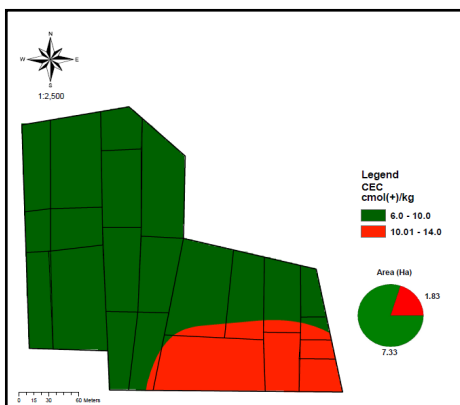 N
W E
S
1:2,500
Legend
CEC
cmol(+)/kg
6.0 - 10.0
10.01 - 14.0
Area (Ha)
1.83
7.33
0 15 30 60 Meters